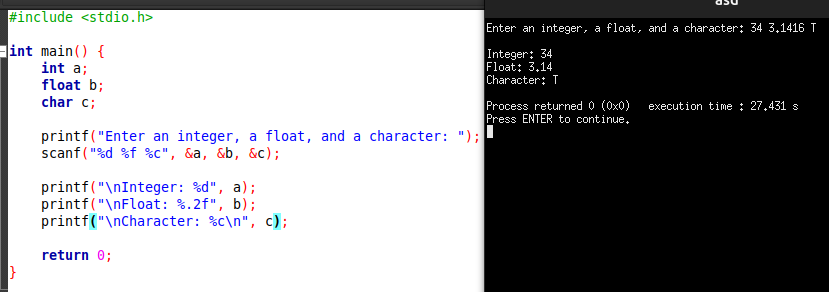 #include <stdio.h>
int main() {
    int a;
    float b;
    char c;
    printf("Enter an integer, a float, and a character: ");
    scanf("%d %f %c", &a, &b, &c);
    printf("\nInteger: %d", a);
    printf("\nFloat: %.2f", b);
    printf("\nCharacter: %c\n", c);
    return 0;
}
asd
Enter an integer, a float, and a character: 34 3.1416 T
Integer: 34
Float: 3.14
Character: T
Process returned 0 (0x0)   execution time : 27.431 s
Press ENTER to continue.